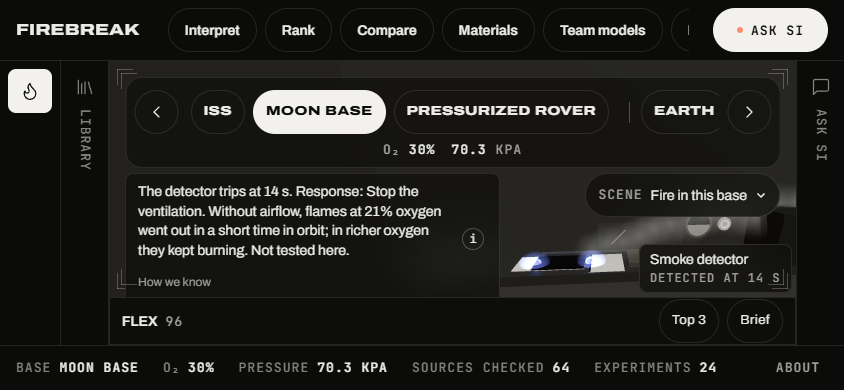 FIREBREAK
Interpret
Rank
Compare
Materials
Team models
ASK SI
LIBRARY
ISS
MOON BASE
PRESSURIZED ROVER
EARTH
O₂ 30% 70.3 KPA
The detector trips at 14 s. Response: Stop the
ventilation. Without airflow, flames at 21% oxygen
went out in a short time in orbit; in richer oxygen
they kept burning. Not tested here.
i
How we know
SCENE Fire in this base
Smoke detector
DETECTED AT 14 S
ASK SI
FLEX 96
Top 3
Brief
BASE MOON BASE O₂ 30% PRESSURE 70.3 KPA SOURCES CHECKED 64 EXPERIMENTS 24 ABOUT